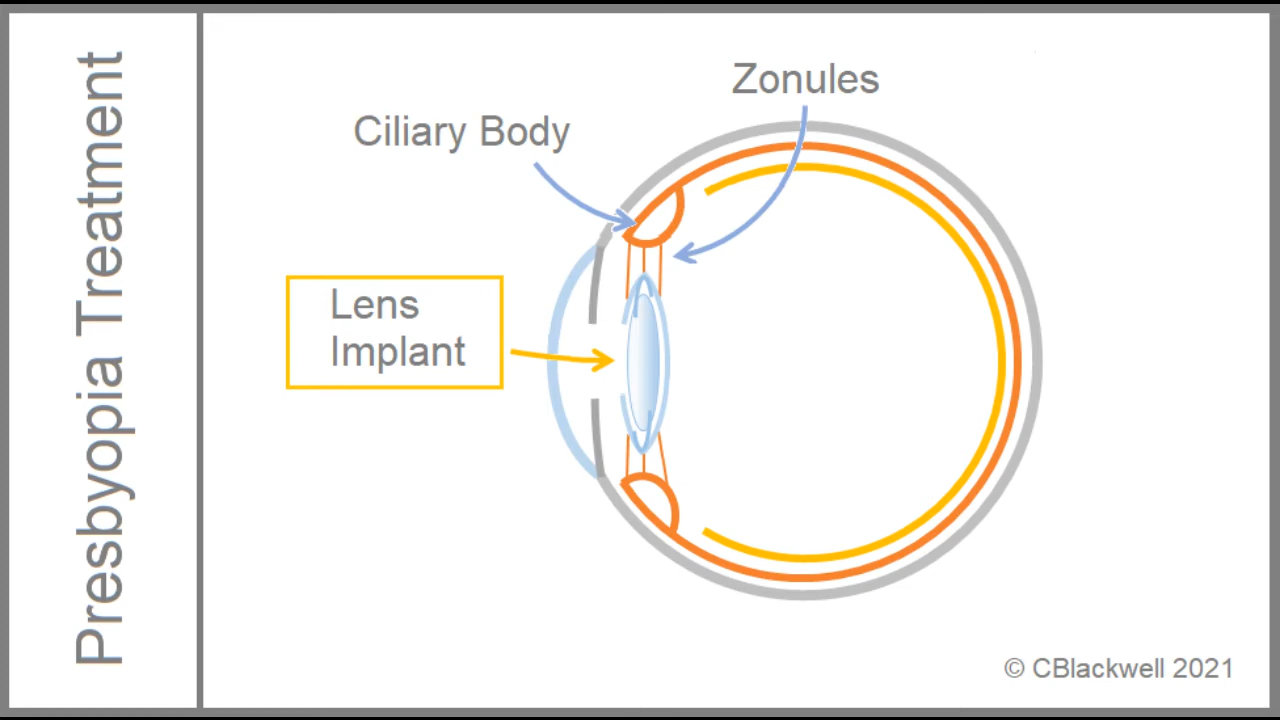 Presbyopia Treatment
Zonules
Ciliary Body
Lens
Implant
© CBlackwell 2021